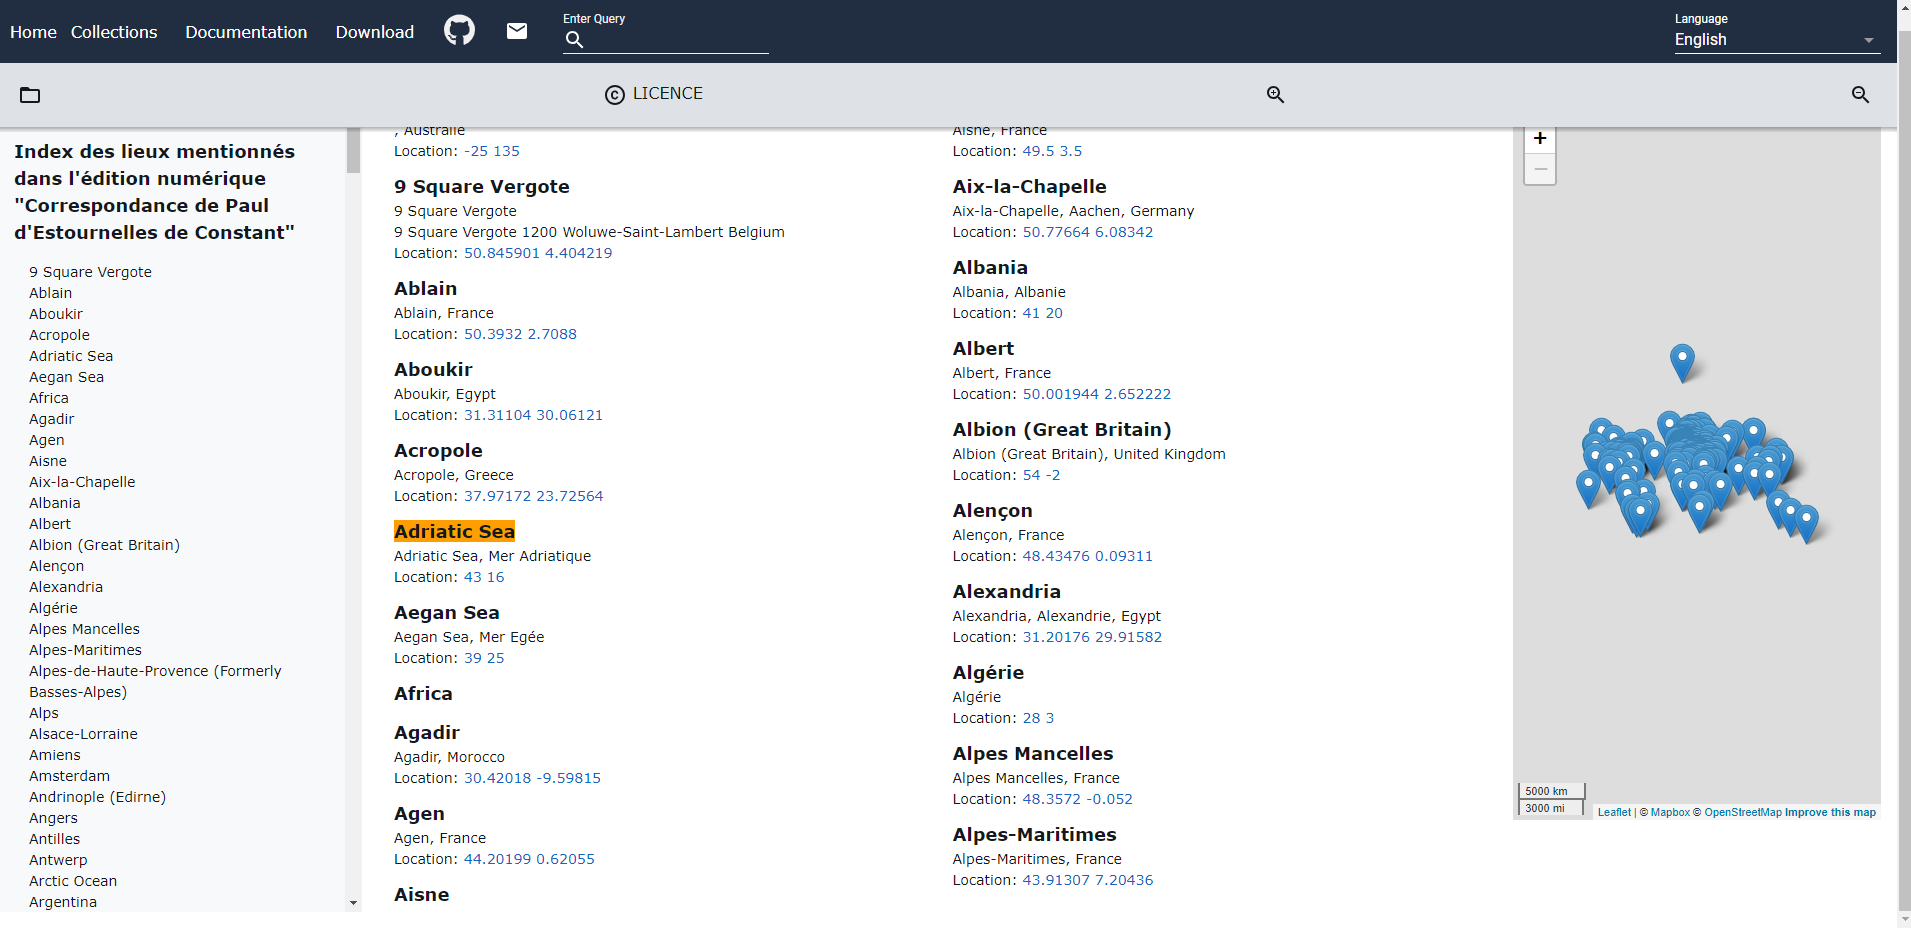 Home Collections Documentation Download
Enter Query
Language
English
LICENCE
Index des lieux mentionnés
dans l'édition numérique
"Correspondance de Paul
d'Estournelles de Constant"
9 Square Vergote
Ablain
Aboukir
Acropole
Adriatic Sea
Aegan Sea
Africa
Agadir
Agen
Aisne
Aix-la-Chapelle
Albania
Albert
Albion (Great Britain)
Alençon
Alexandria
Algérie
Alpes Mancelles
Alpes-Maritimes
Alpes-de-Haute-Provence (Formerly
Basses-Alpes)
Alps
Alsace-Lorraine
Amiens
Amsterdam
Andrinople (Edirne)
Angers
Antilles
Antwerp
Arctic Ocean
Argentina
, Australie
Location: -25 135
9 Square Vergote
9 Square Vergote
9 Square Vergote 1200 Woluwe-Saint-Lambert Belgium
Location: 50.845901 4.404219
Ablain
Ablain, France
Location: 50.3932 2.7088
Aboukir
Aboukir, Egypt
Location: 31.31104 30.06121
Acropole
Acropole, Greece
Location: 37.97172 23.72564
Adriatic Sea
Adriatic Sea, Mer Adriatique
Location: 43 16
Aegan Sea
Aegan Sea, Mer Egée
Location: 39 25
Africa
Agadir
Agadir, Morocco
Location: 30.42018 -9.59815
Agen
Agen, France
Location: 44.20199 0.62055
Aisne
Aisne, France
Location: 49.5 3.5
Aix-la-Chapelle
Aix-la-Chapelle, Aachen, Germany
Location: 50.77664 6.08342
Albania
Albania, Albanie
Location: 41 20
Albert
Albert, France
Location: 50.001944 2.652222
Albion (Great Britain)
Albion (Great Britain), United Kingdom
Location: 54 -2
Alençon
Alençon, France
Location: 48.43476 0.09311
Alexandria
Alexandria, Alexandrie, Egypt
Location: 31.20176 29.91582
Algérie
Algérie
Location: 28 3
Alpes Mancelles
Alpes Mancelles, France
Location: 48.3572 -0.052
Alpes-Maritimes
Alpes-Maritimes, France
Location: 43.91307 7.20436
+
−
5000 km
3000 mi
Leaflet | © Mapbox © OpenStreetMap Improve this map